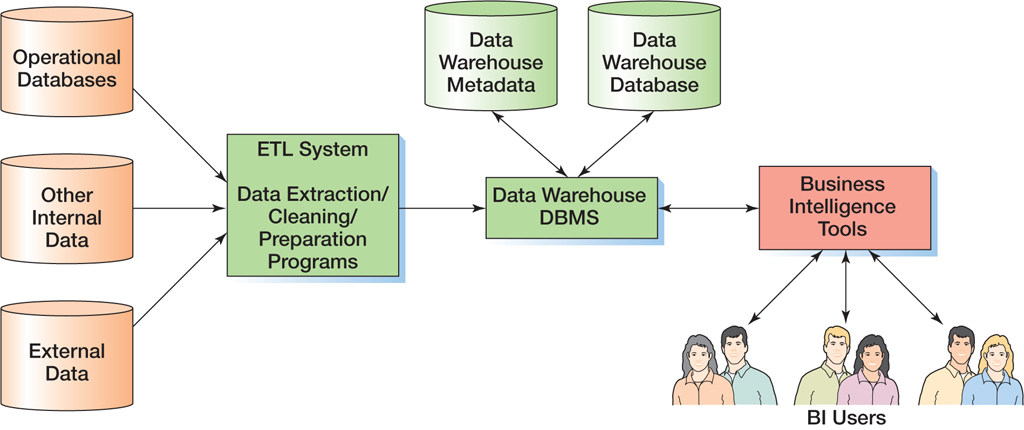 Operational
Databases
Other
Internal
Data
External
Data
ETL System
Data Extraction/
Cleaning/
Preparation
Programs
Data
Warehouse
Metadata
Data
Warehouse
Database
Data Warehouse
DBMS
Business
Intelligence
Tools
BI Users